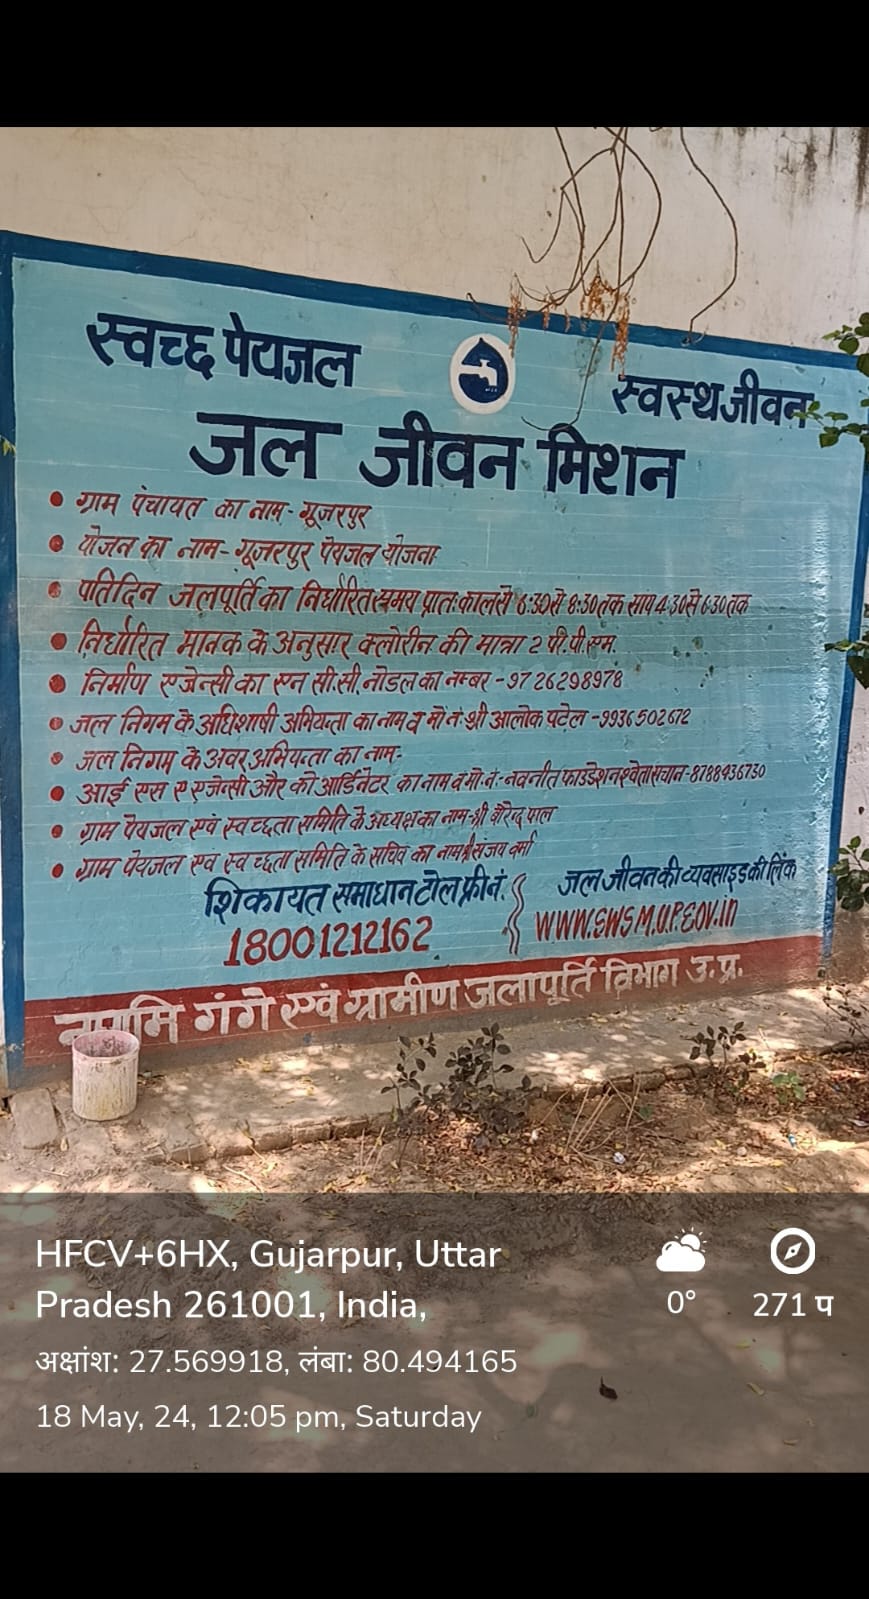 स्वच्छ पेयजल
स्वस्थ जीवन
जल जीवन मिशन
• ग्राम पंचायत का नाम - गूजरपुर
• योजन का नाम - गूजरपुर पेयजल योजना
• पतिदिन जलपूर्ति का निर्धारित समय प्रातः काल से 6:30 से 8:30 तक सांय 4:30 से 6:30 तक
• निर्धारित मानक के अनुसार क्लोरीन की मात्रा 2 पी.पी.एम.
• निर्माण एजेन्सी का एन सी.सी. नोडल का नम्बर - 9726298978
• जल निगम के अधिशाषी अभियन्ता का नाम व मो नं: श्री आलोक पटेल - 9936502672
• जल निगम के अवर अभियन्ता का नाम:-
• आई एस ए एजेन्सी और को आर्डिनेटर का नाम व मो. नं:- नवनीत फाउडेशन श्वेता सचान - 8788936730
• ग्राम पेयजल एवं स्वच्छता समिति के अध्यक्ष का नाम - श्री बीरेन्द्र पाल
• ग्राम पेयजल एवं स्वच्छता समिति के सचिव का नाम श्री संजय वर्मा
शिकायत समाधान टोल फ्री नं.
18001212162
जल जीवन की व्यवसाइड की लिंक
WWW.SWSM.U.P.GOV.in
नमामि गंगे एवं ग्रामीण जलापूर्ति विभाग उ.प्र.
HFCV+6HX, Gujarpur, Uttar
Pradesh 261001, India,
अक्षांश: 27.569918, लंबा: 80.494165
18 May, 24, 12:05 pm, Saturday
0°
271 प